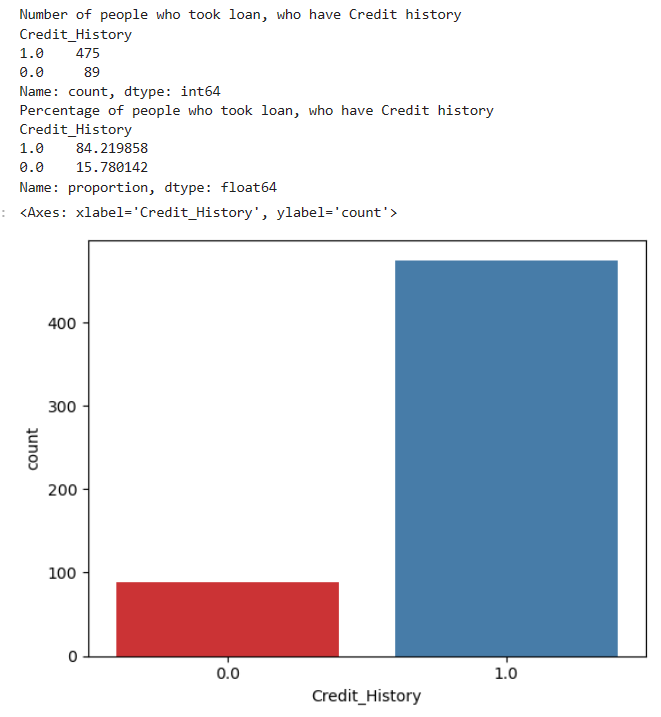 Number of people who took loan, who have Credit history
Credit_History
1.0    475
0.0     89
Name: count, dtype: int64
Percentage of people who took loan, who have Credit history
Credit_History
1.0    84.219858
0.0    15.780142
Name: proportion, dtype: float64
: <Axes: xlabel='Credit_History', ylabel='count'>
400
300
count
200
100
0
0.0 1.0
Credit_History